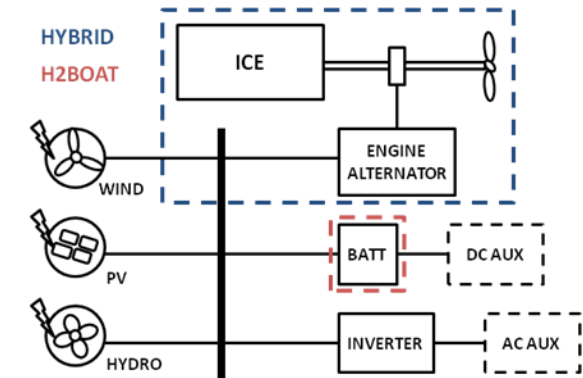 HYBRID
H2BOAT
ICE
ENGINE
ALTERNATOR
WIND
BATT
DC AUX
PV
INVERTER
AC AUX
HYDRO